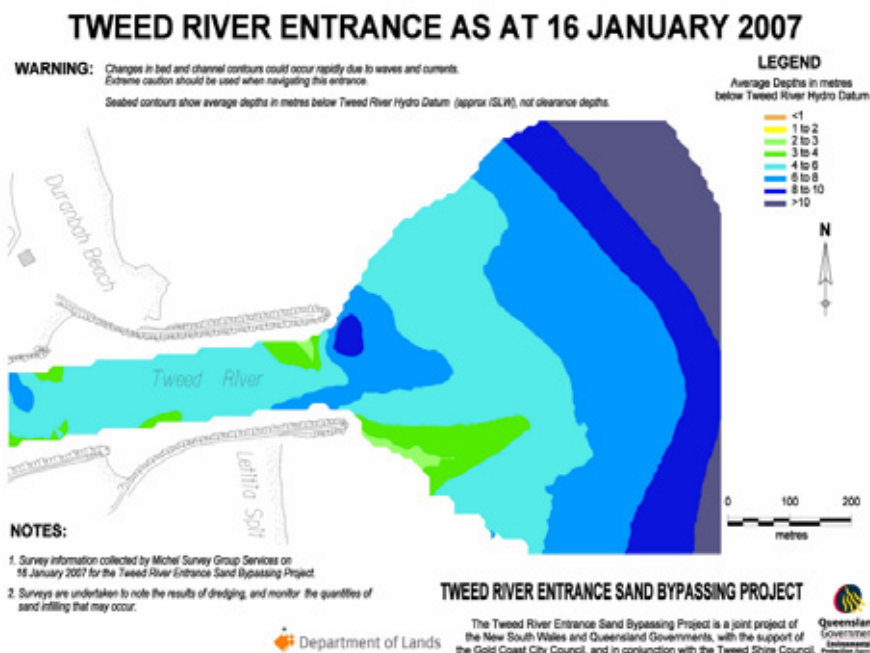 TWEED RIVER ENTRANCE AS AT 16 JANUARY 2007
WARNING: Changes in bed and channel contours could occur rapidly due to waves and currents.
Extreme caution should be used when navigating this entrance.
Seabed contours show average depths in metres below Tweed River Hydro Datum (approx ISLW), not clearance depths.
LEGEND
Average Depths in metres
below Tweed River Hydro Datum
<1
1 to 2
2 to 3
3 to 4
4 to 6
6 to 8
8 to 10
>10
N
Duranbah Beach
Tweed River
Letitia Spit
0 100 200
metres
NOTES:
1. Survey information collected by Michel Survey Group Services on
16 January 2007 for the Tweed River Entrance Sand Bypassing Project.
2. Surveys are undertaken to note the results of dredging, and monitor the quantities of
sand infilling that may occur.
Department of Lands
TWEED RIVER ENTRANCE SAND BYPASSING PROJECT
The Tweed River Entrance Sand Bypassing Project is a joint project of
the New South Wales and Queensland Governments, with the support of
the Gold Coast City Council, and in conjunction with the Tweed Shire Council.
Queensland
Government